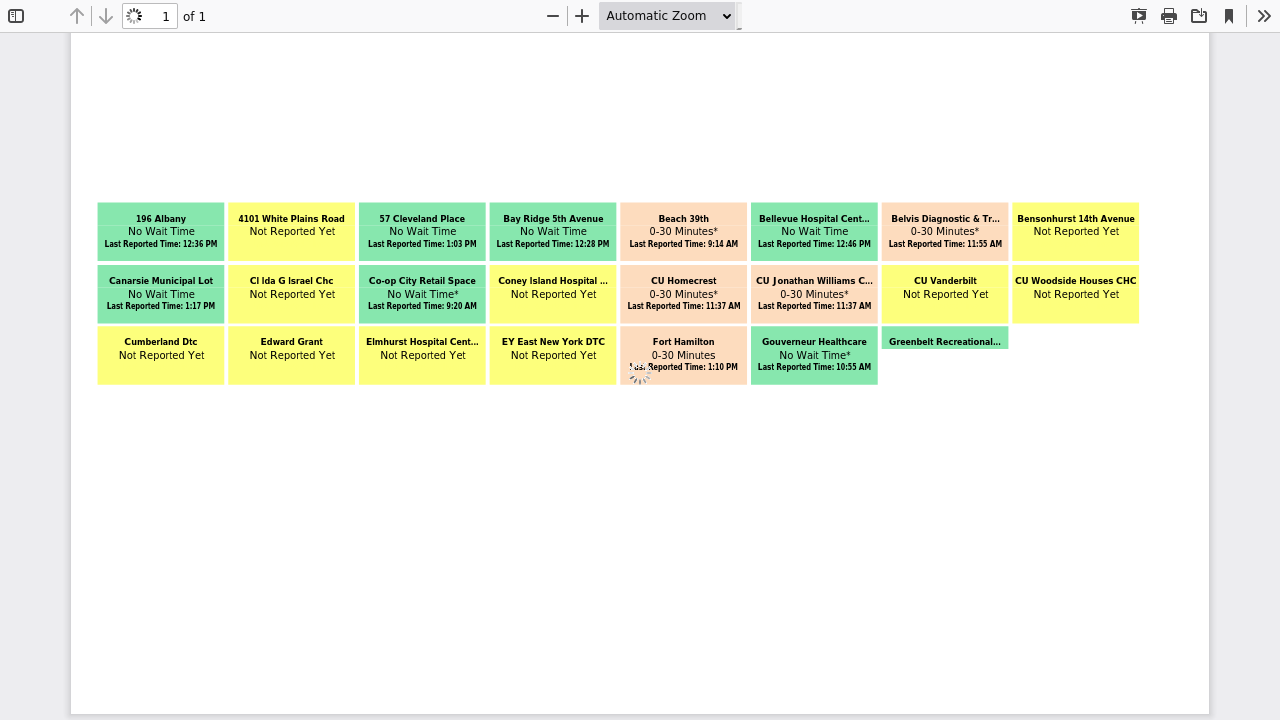 1 of 1 Automatic Zoom
196 Albany
No Wait Time
Last Reported Time: 12:36 PM
4101 White Plains Road
Not Reported Yet
57 Cleveland Place
No Wait Time
Last Reported Time: 1:03 PM
Bay Ridge 5th Avenue
No Wait Time
Last Reported Time: 12:28 PM
Beach 39th
0-30 Minutes*
Last Reported Time: 9:14 AM
Bellevue Hospital Cent...
No Wait Time
Last Reported Time: 12:46 PM
Belvis Diagnostic & Tr...
0-30 Minutes*
Last Reported Time: 11:55 AM
Bensonhurst 14th Avenue
Not Reported Yet
Canarsie Municipal Lot
No Wait Time
Last Reported Time: 1:17 PM
CI Ida G Israel Chc
Not Reported Yet
Co-op City Retail Space
No Wait Time*
Last Reported Time: 9:20 AM
Coney Island Hospital ...
Not Reported Yet
CU Homecrest
0-30 Minutes*
Last Reported Time: 11:37 AM
CU Jonathan Williams C...
0-30 Minutes*
Last Reported Time: 11:37 AM
CU Vanderbilt
Not Reported Yet
CU Woodside Houses CHC
Not Reported Yet
Cumberland Dtc
Not Reported Yet
Edward Grant
Not Reported Yet
Elmhurst Hospital Cent...
Not Reported Yet
EY East New York DTC
Not Reported Yet
Fort Hamilton
0-30 Minutes
Last Reported Time: 1:10 PM
Gouverneur Healthcare
No Wait Time*
Last Reported Time: 10:55 AM
Greenbelt Recreational...